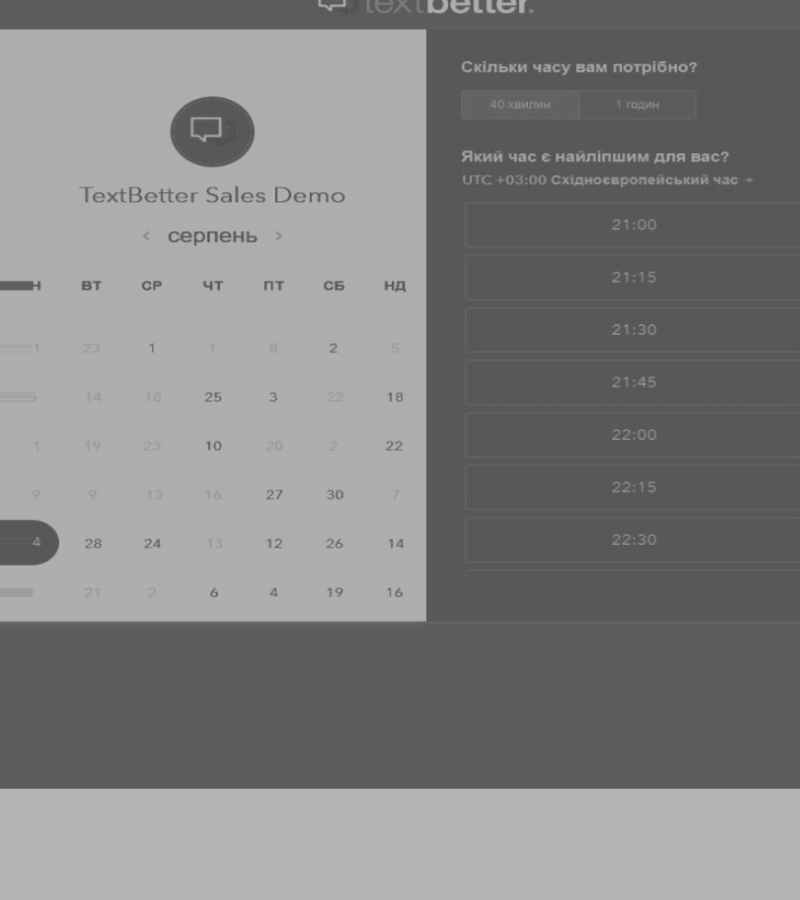 textbetter.
TextBetter Sales Demo
‹ серпень ›
ВТ СР ЧТ ПТ СБ НД
1 23 1 1 8 2 5
14 18 25 3 22 18
1 19 23 10 20 2 22
9 9 13 16 27 30 7
4 28 24 13 12 26 14
21 2 6 4 19 16
Скільки часу вам потрібно?
40 хвилин 1 годин
Який час є найліпшим для вас?
UTC +03:00 Східноєвропейський час
21:00
21:15
21:30
21:45
22:00
22:15
22:30